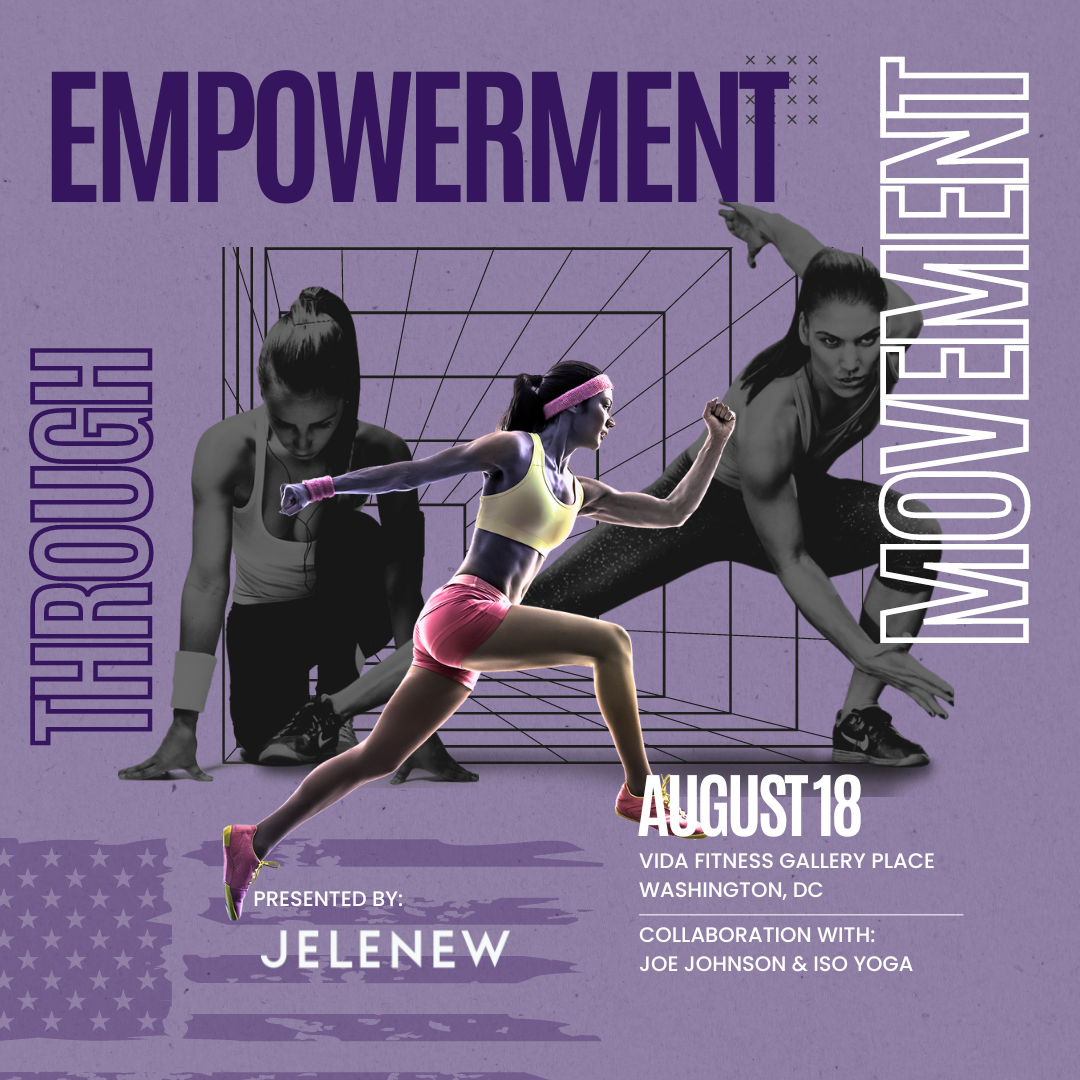 EMPOWERMENT
THROUGH
MOVEMENT
AUGUST 18
VIDA FITNESS GALLERY PLACE
WASHINGTON, DC
COLLABORATION WITH:
JOE JOHNSON & ISO YOGA
PRESENTED BY:
JELENEW